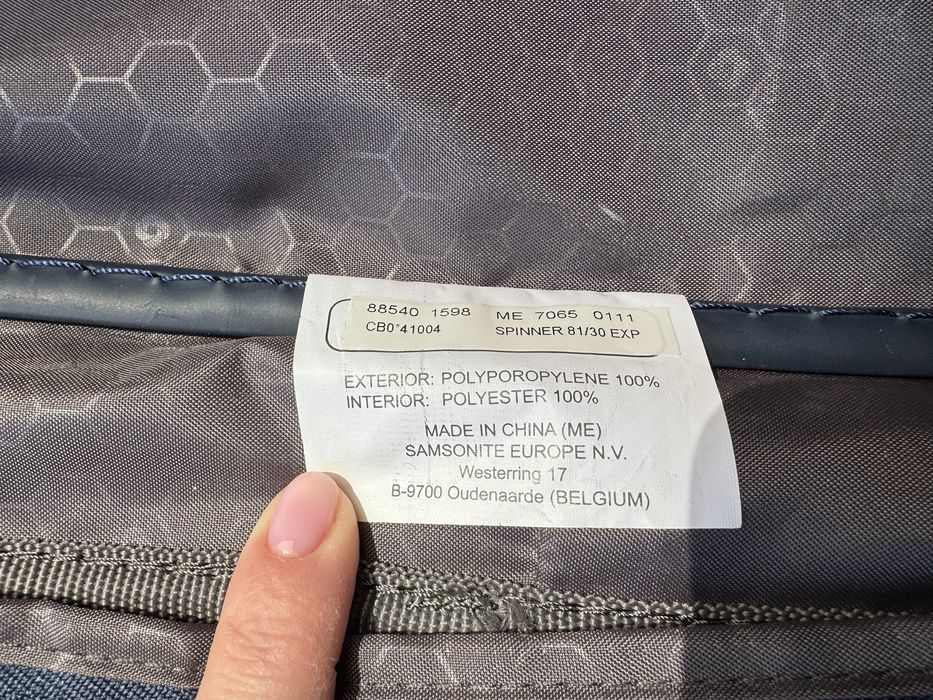 88540 1598 ME 7065 0111
CB0*41004 SPINNER 81/30 EXP
EXTERIOR: POLYPOROPYLENE 100%
INTERIOR: POLYESTER 100%
MADE IN CHINA (ME)
SAMSONITE EUROPE N.V.
Westerring 17
B-9700 Oudenaarde (BELGIUM)